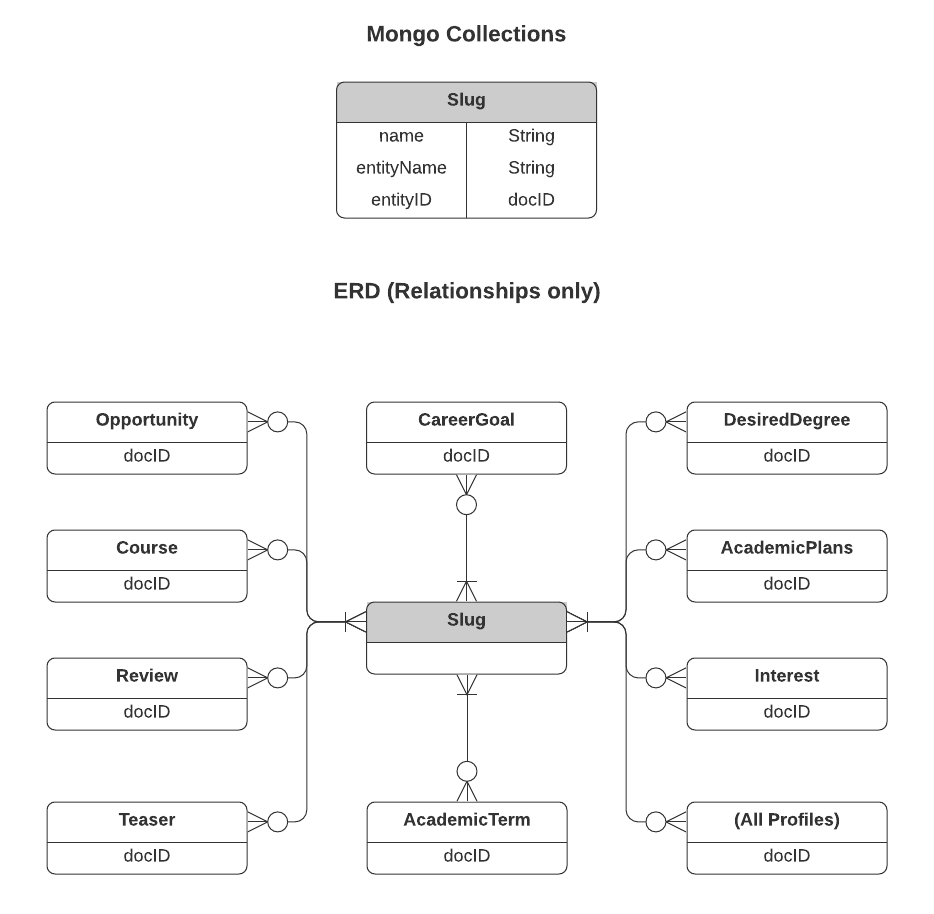 Mongo Collections
Slug
name String
entityName String
entityID docID
ERD (Relationships only)
Opportunity CareerGoal DesiredDegree
docID docID docID
Course AcademicPlans
docID docID
Slug
Review Interest
docID docID
Teaser AcademicTerm (All Profiles)
docID docID docID